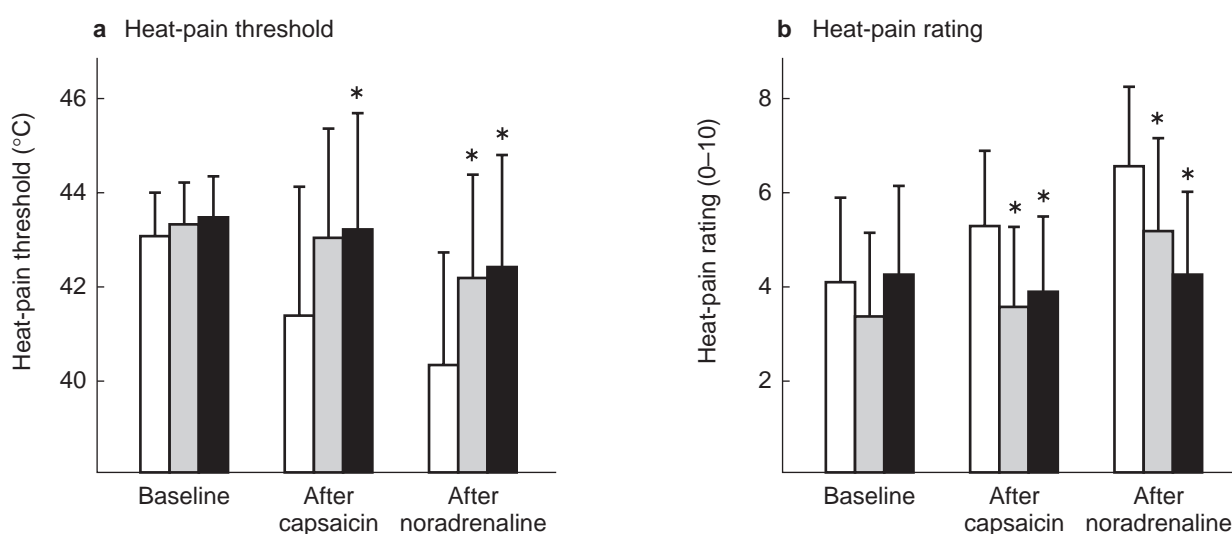 a Heat-pain threshold
Heat-pain threshold (°C)
46
44
42
40
*
* *
Baseline
After
capsaicin
After
noradrenaline
b Heat-pain rating
Heat-pain rating (0–10)
8
6
4
2
* *
*
*
Baseline
After
capsaicin
After
noradrenaline